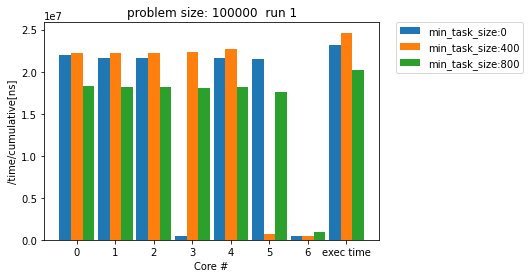 problem size: 100000  run 1
1e7
2.5
2.0
1.5
1.0
0.5
0.0
/time/cumulative[ns]
0 1 2 3 4 5 6 exec time
Core #
min_task_size:0
min_task_size:400
min_task_size:800